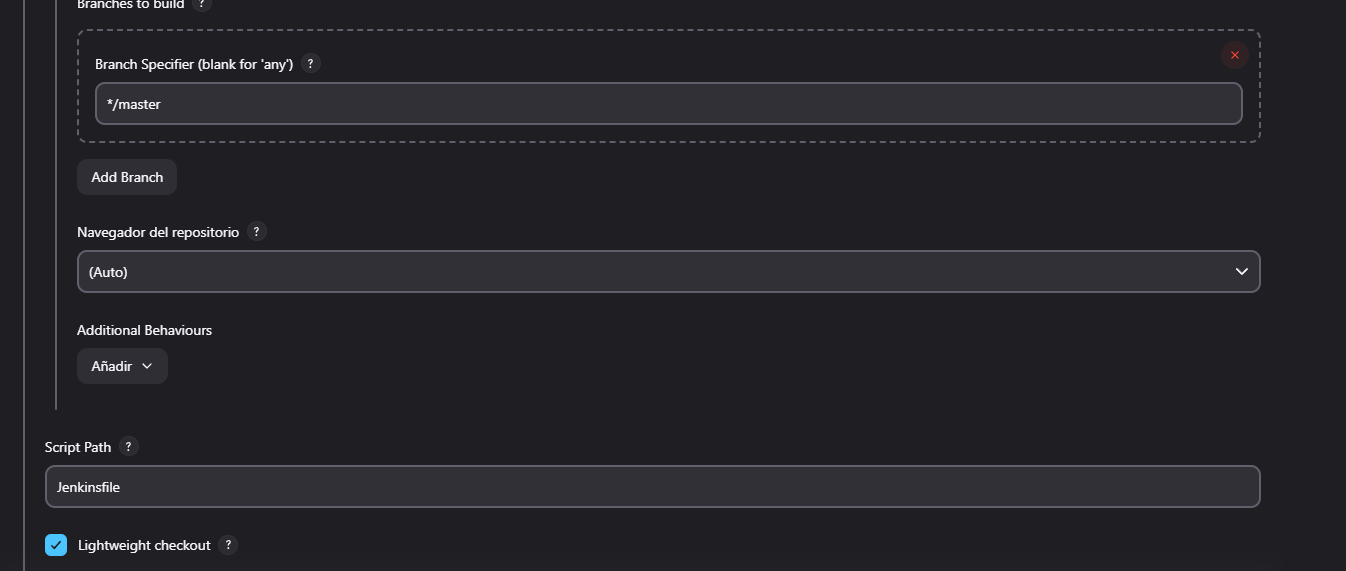 Branches to build ?
Branch Specifier (blank for 'any') ?
*/master
Add Branch
Navegador del repositorio ?
(Auto)
Additional Behaviours
Añadir
Script Path ?
Jenkinsfile
Lightweight checkout ?